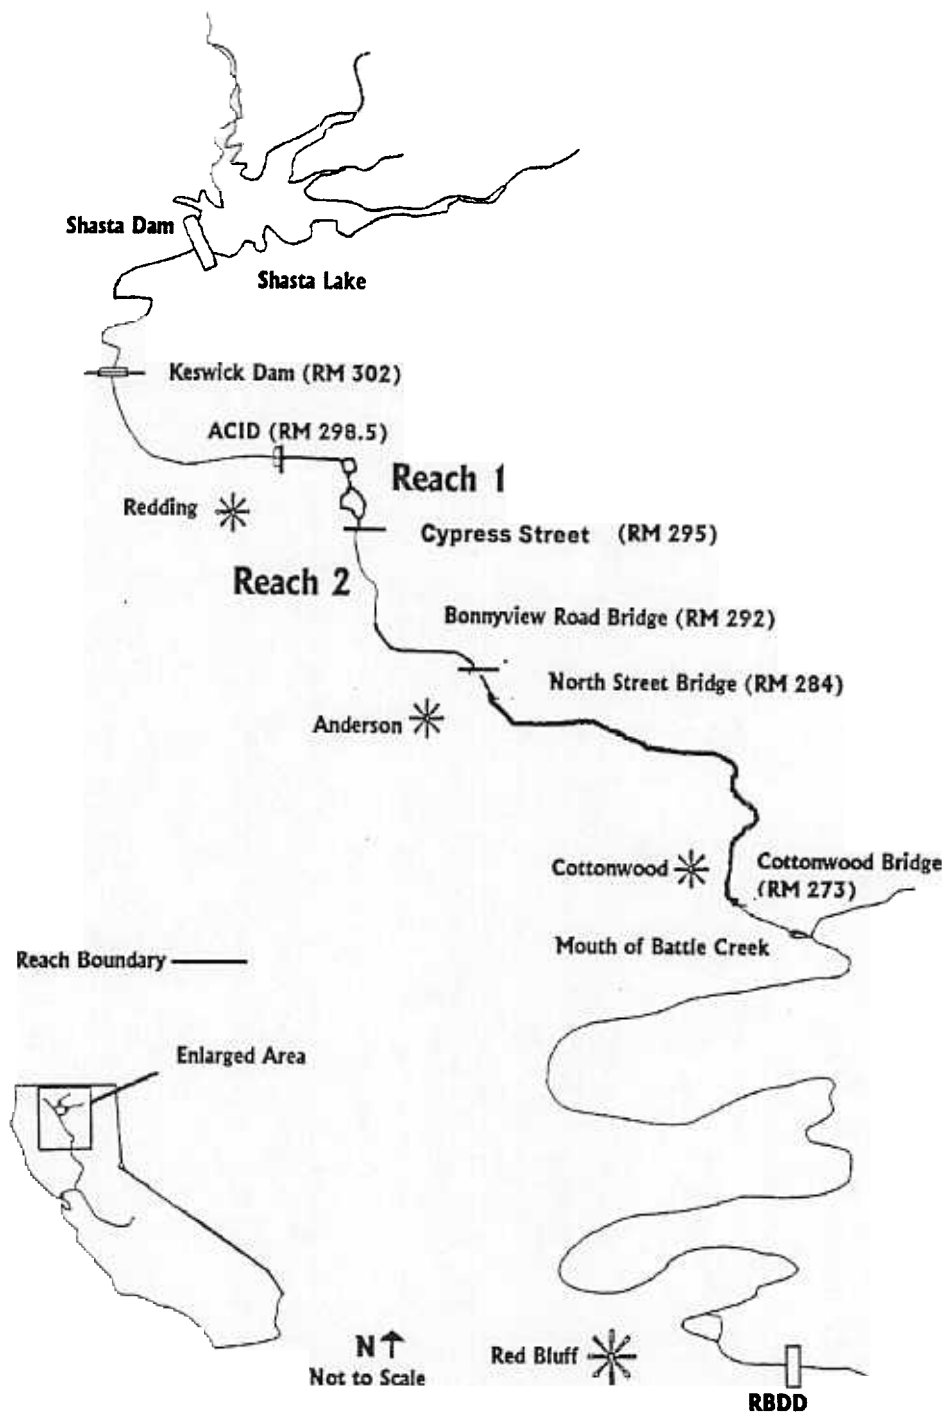 Shasta Dam
Shasta Lake
Keswick Dam (RM 302)
ACID (RM 298.5)
Reach 1
Redding
Cypress Street (RM 295)
Reach 2
Bonnyview Road Bridge (RM 292)
North Street Bridge (RM 284)
Anderson
Cottonwood
Cottonwood Bridge
(RM 273)
Mouth of Battle Creek
Reach Boundary
Enlarged Area
N
Not to Scale
Red Bluff
RBDD